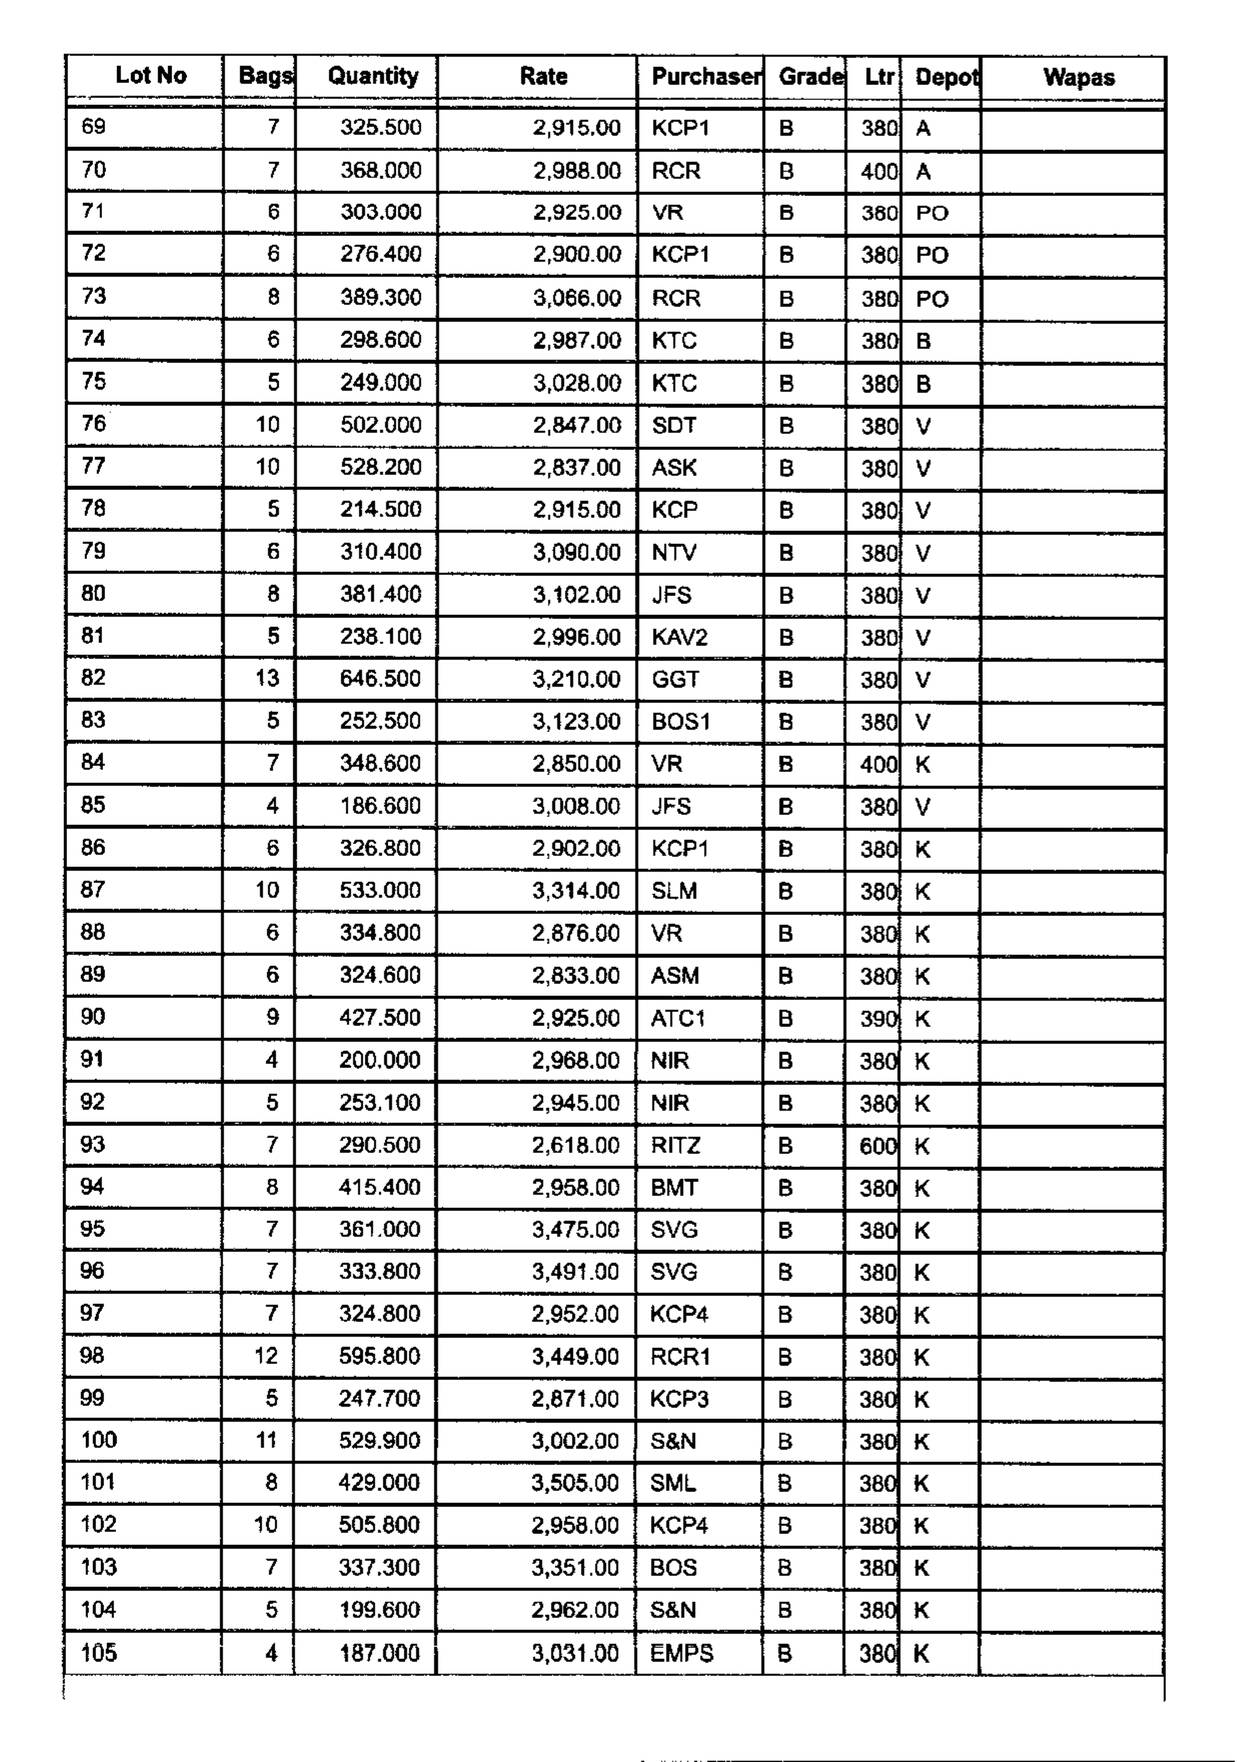 Lot No Bags Quantity Rate Purchaser Grade Ltr Depot Wapas
69 7 325.500 2,915.00 KCP1 B 380 A
70 7 368.000 2,988.00 RCR B 400 A
71 6 303.000 2,925.00 VR B 380 PO
72 6 276.400 2,900.00 KCP1 B 380 PO
73 8 389.300 3,066.00 RCR B 380 PO
74 6 298.600 2,987.00 KTC B 380 B
75 5 249.000 3,028.00 KTC B 380 B
76 10 502.000 2,847.00 SDT B 380 V
77 10 528.200 2,837.00 ASK B 380 V
78 5 214.500 2,915.00 KCP B 380 V
79 6 310.400 3,090.00 NTV B 380 V
80 8 381.400 3,102.00 JFS B 380 V
81 5 238.100 2,996.00 KAV2 B 380 V
82 13 646.500 3,210.00 GGT B 380 V
83 5 252.500 3,123.00 BOS1 B 380 V
84 7 348.600 2,850.00 VR B 400 K
85 4 186.600 3,008.00 JFS B 380 V
86 6 326.800 2,902.00 KCP1 B 380 K
87 10 533.000 3,314.00 SLM B 380 K
88 6 334.800 2,876.00 VR B 380 K
89 6 324.600 2,833.00 ASM B 380 K
90 9 427.500 2,925.00 ATC1 B 390 K
91 4 200.000 2,968.00 NIR B 380 K
92 5 253.100 2,945.00 NIR B 380 K
93 7 290.500 2,618.00 RITZ B 600 K
94 8 415.400 2,958.00 BMT B 380 K
95 7 361.000 3,475.00 SVG B 380 K
96 7 333.800 3,491.00 SVG B 380 K
97 7 324.800 2,952.00 KCP4 B 380 K
98 12 595.800 3,449.00 RCR1 B 380 K
99 5 247.700 2,871.00 KCP3 B 380 K
100 11 529.900 3,002.00 S&N B 380 K
101 8 429.000 3,505.00 SML B 380 K
102 10 505.800 2,958.00 KCP4 B 380 K
103 7 337.300 3,351.00 BOS B 380 K
104 5 199.600 2,962.00 S&N B 380 K
105 4 187.000 3,031.00 EMPS B 380 K